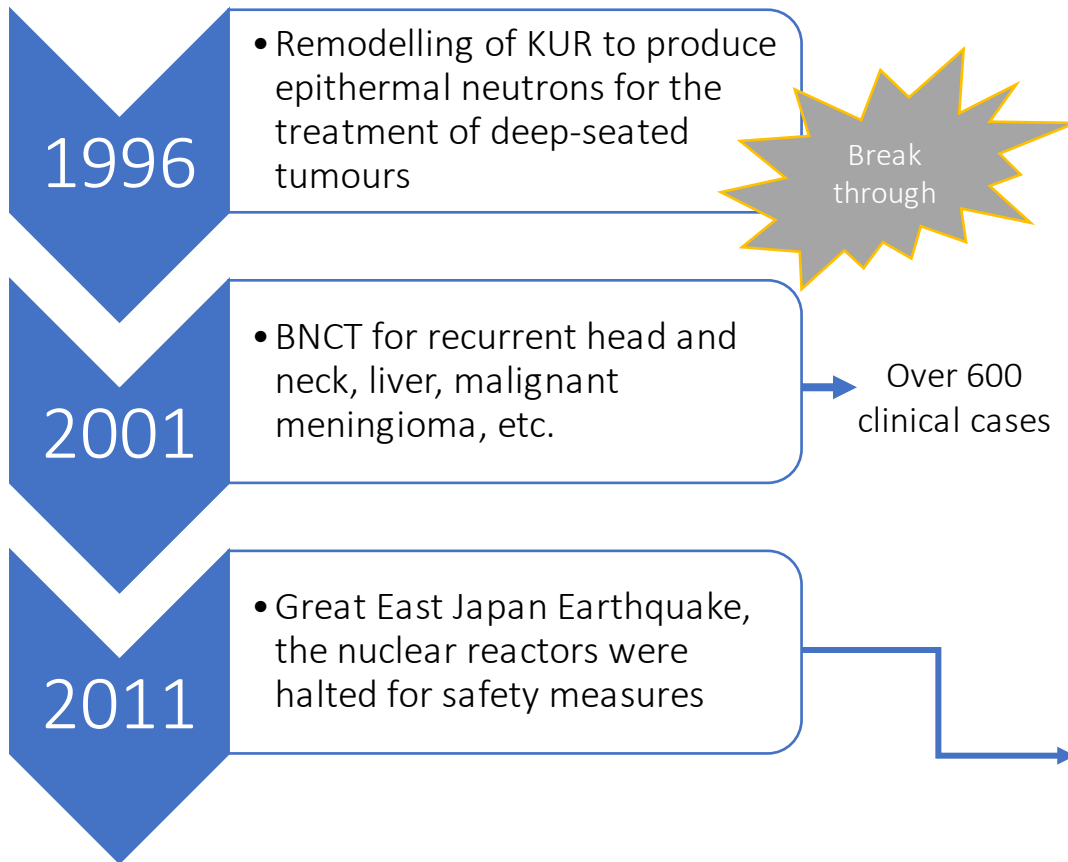 1996
• Remodelling of KUR to produce
epithermal neutrons for the
treatment of deep-seated
tumours
Break
through
2001
• BNCT for recurrent head and
neck, liver, malignant
meningioma, etc.
Over 600
clinical cases
2011
• Great East Japan Earthquake,
the nuclear reactors were
halted for safety measures